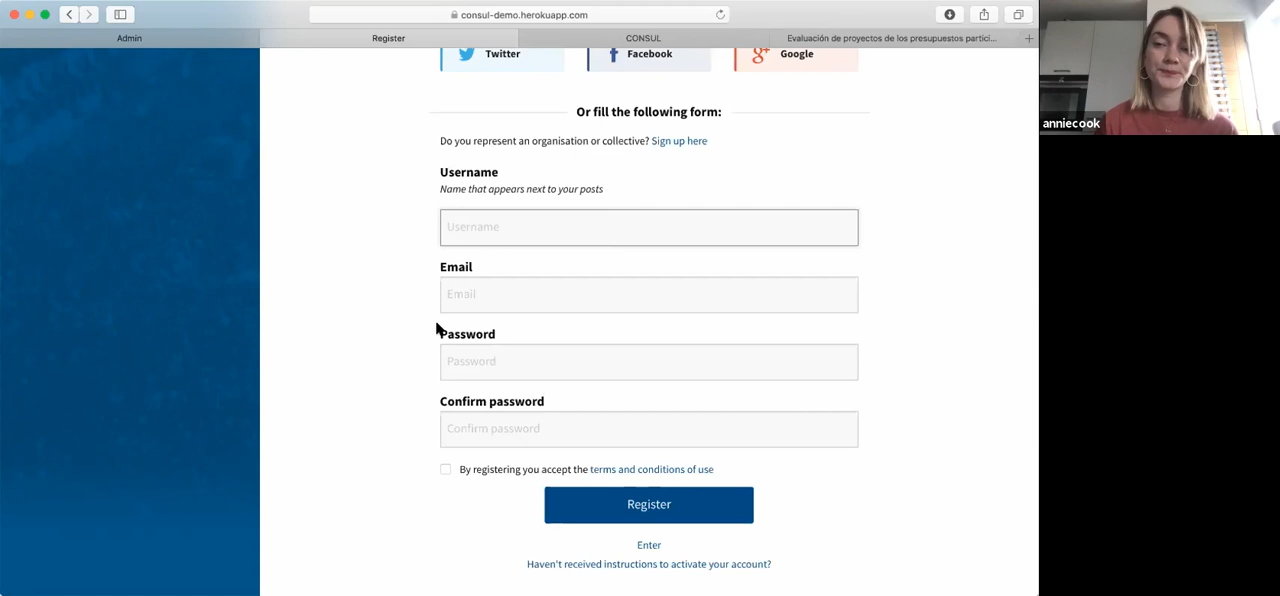 consul-demo.herokuapp.com
Admin
Register
CONSUL
Evaluación de proyectos de los presupuestos partici...
anniecook
Twitter
Facebook
Google
Or fill the following form:
Do you represent an organisation or collective? Sign up here
Username
Name that appears next to your posts
Username
Email
Email
Password
Password
Confirm password
Confirm password
By registering you accept the terms and conditions of use
Register
Enter
Haven't received instructions to activate your account?